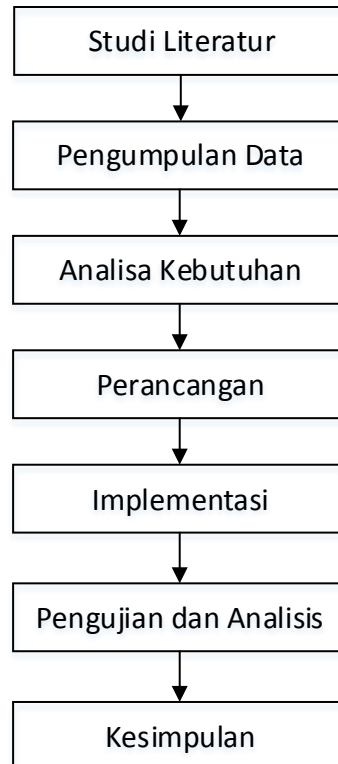 Studi Literatur
Pengumpulan Data
Analisa Kebutuhan
Perancangan
Implementasi
Pengujian dan Analisis
Kesimpulan